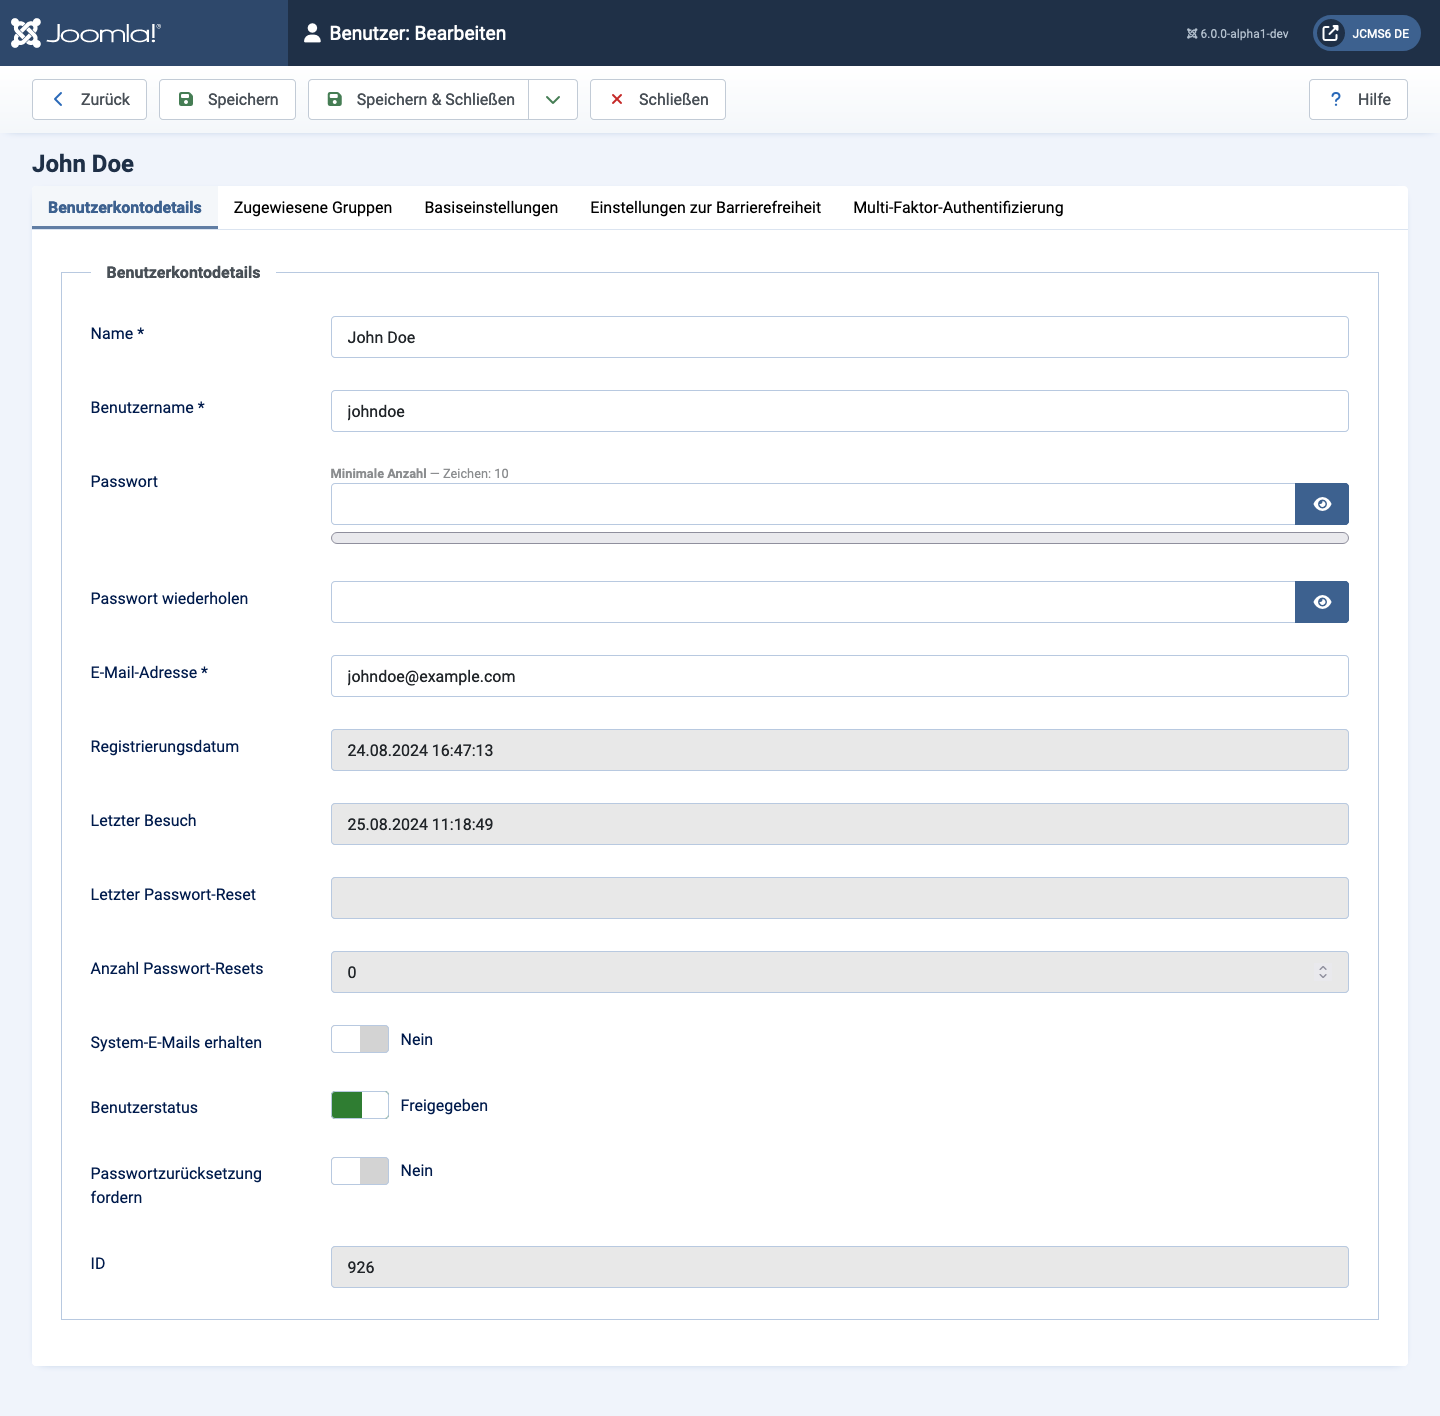 Joomla!®
Benutzer: Bearbeiten
6.0.0-alpha1-dev
JCMS6 DE
Zurück
Speichern
Speichern & Schließen
Schließen
? Hilfe
John Doe
Benutzerkontodetails
Zugewiesene Gruppen
Basiseinstellungen
Einstellungen zur Barrierefreiheit
Multi-Faktor-Authentifizierung
Benutzerkontodetails
Name *
John Doe
Benutzername *
johndoe
Passwort
Minimale Anzahl — Zeichen: 10
Passwort wiederholen
E-Mail-Adresse *
johndoe@example.com
Registrierungsdatum
24.08.2024 16:47:13
Letzter Besuch
25.08.2024 11:18:49
Letzter Passwort-Reset
Anzahl Passwort-Resets
0
System-E-Mails erhalten
Nein
Benutzerstatus
Freigegeben
Passwortzurücksetzung
fordern
Nein
ID
926